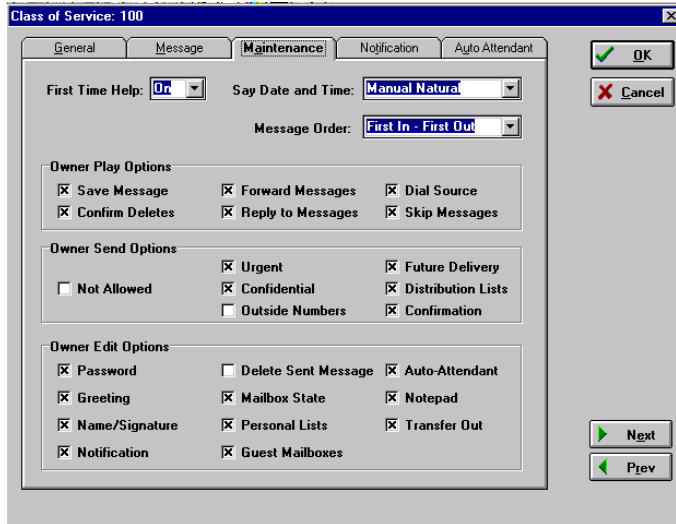 Class of Service: 100
General Message Maintenance Notification Auto Attendant
OK
First Time Help: On Say Date and Time: Manual Natural
Cancel
Message Order: First In - First Out
Owner Play Options
Save Message Forward Messages Dial Source
Confirm Deletes Reply to Messages Skip Messages
Owner Send Options
Urgent Future Delivery
Not Allowed Confidential Distribution Lists
Outside Numbers Confirmation
Owner Edit Options
Password Delete Sent Message Auto-Attendant
Greeting Mailbox State Notepad
Name/Signature Personal Lists Transfer Out
Notification Guest Mailboxes
Next
Prev